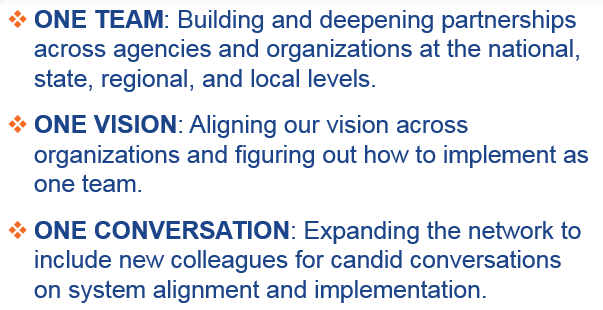 ❖ ONE TEAM: Building and deepening partnerships
across agencies and organizations at the national,
state, regional, and local levels.
❖ ONE VISION: Aligning our vision across
organizations and figuring out how to implement as
one team.
❖ ONE CONVERSATION: Expanding the network to
include new colleagues for candid conversations
on system alignment and implementation.